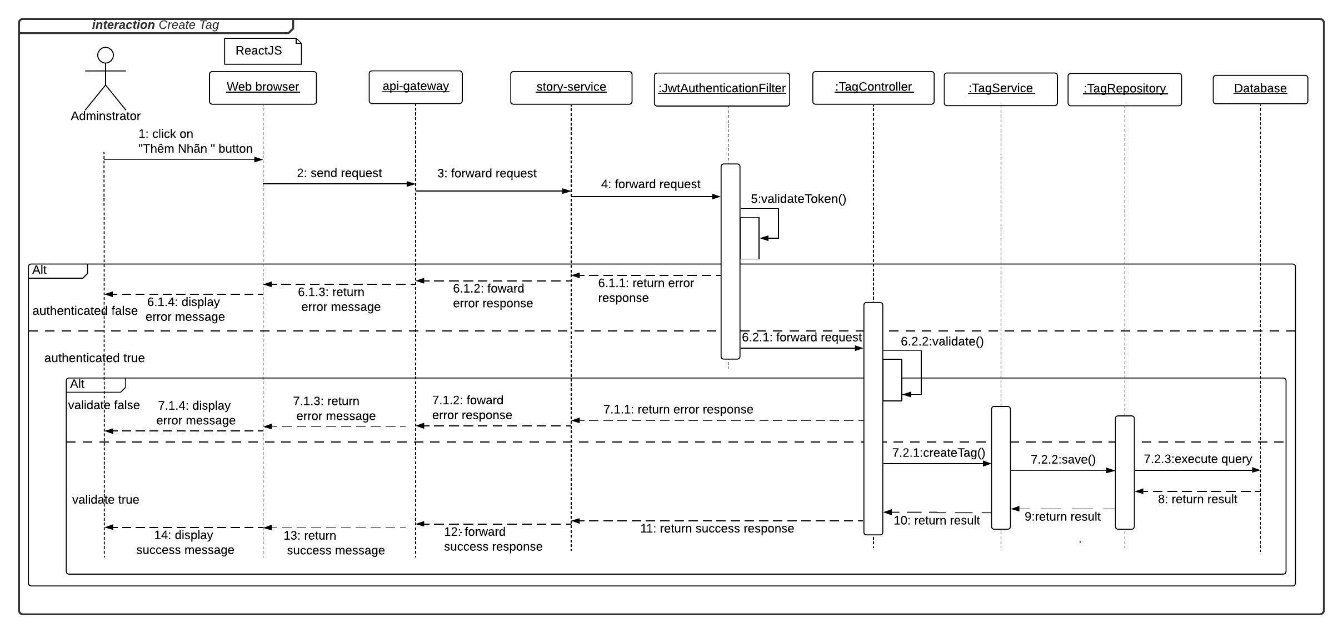 interaction Create Tag
ReactJS
Adminstrator
Web browser
api-gateway
story-service
:JwtAuthenticationFilter
:TagController
:TagService
:TagRepository
Database
1: click on
"Thêm Nhãn " button
2: send request
3: forward request
4: forward request
5:validateToken()
Alt
authenticated false
6.1.1: return error
response
6.1.2: foward
error response
6.1.3: return
error message
6.1.4: display
error message
authenticated true
6.2.1: forward request
6.2.2:validate()
Alt
validate false
7.1.1: return error response
7.1.2: foward
error response
7.1.3: return
error message
7.1.4: display
error message
validate true
7.2.1:createTag()
7.2.2:save()
7.2.3:execute query
8: return result
9:return result
10: return result
11: return success response
12: forward
success response
13: return
success message
14: display
success message